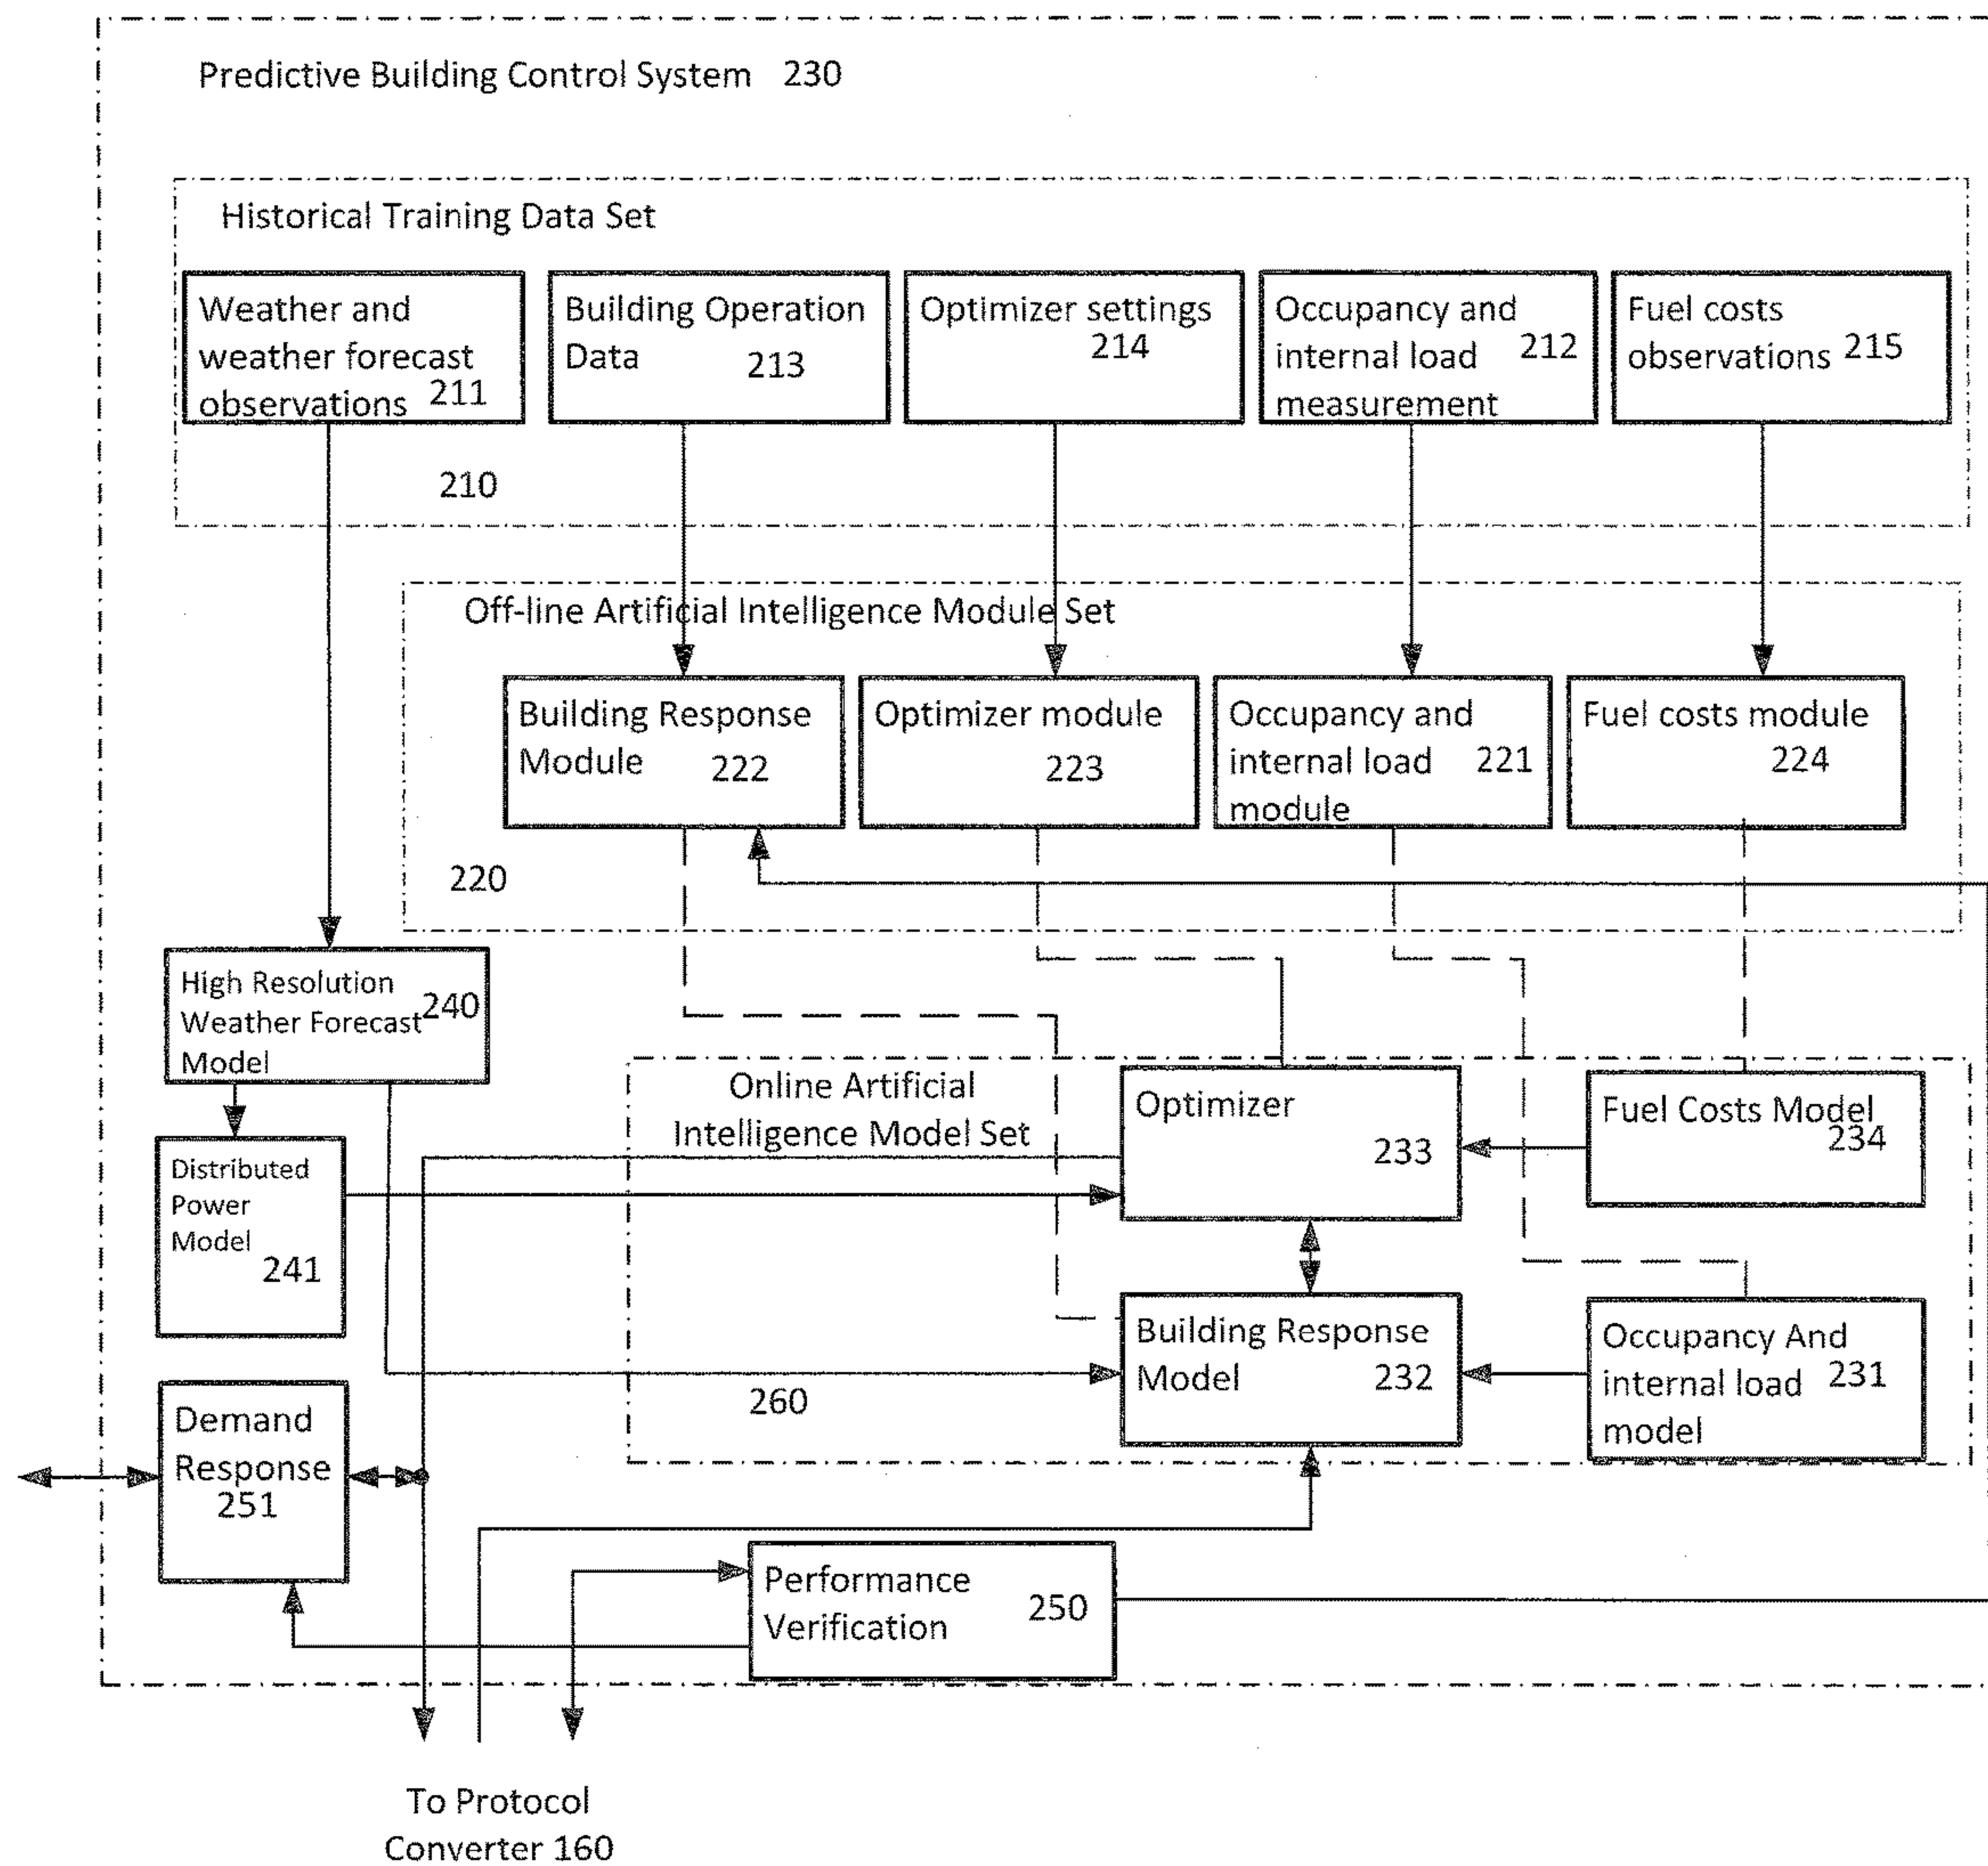 Predictive Building Control System 230
Historical Training Data Set
Weather and
weather forecast
observations 211
Building Operation
Data 213
Optimizer settings
214
Occupancy and
internal load 212
measurement
Fuel costs
observations 215
210
Off-line Artificial Intelligence Module Set
Building Response
Module 222
Optimizer module
223
Occupancy and
internal load 221
module
Fuel costs module
224
220
High Resolution
Weather Forecast 240
Model
Online Artificial
Intelligence Model Set
Optimizer
233
Fuel Costs Model
234
Distributed
Power
Model
241
Building Response
Model 232
Occupancy And
internal load 231
model
260
Demand
Response
251
Performance
Verification 250
To Protocol
Converter 160